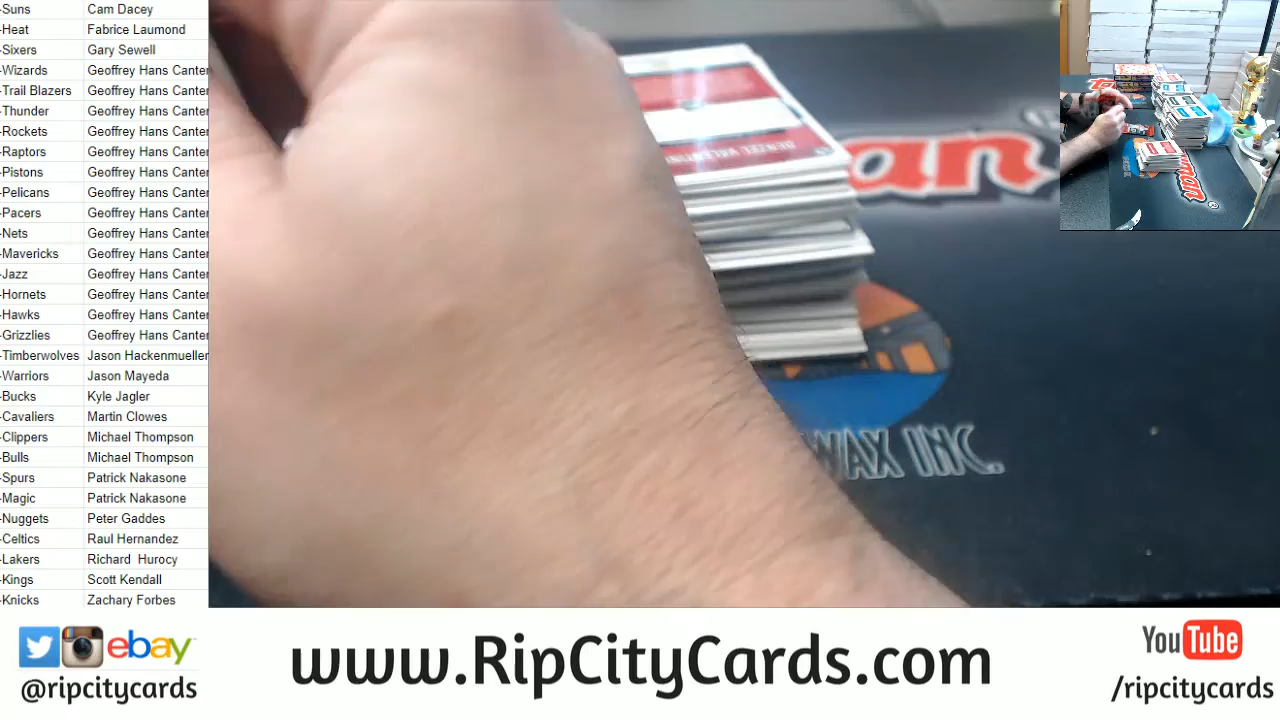 -Suns Cam Dacey
-Heat Fabrice Laumond
-Sixers Gary Sewell
-Wizards Geoffrey Hans Canter
-Trail Blazers Geoffrey Hans Canter
-Thunder Geoffrey Hans Canter
-Rockets Geoffrey Hans Canter
-Raptors Geoffrey Hans Canter
-Pistons Geoffrey Hans Canter
-Pelicans Geoffrey Hans Canter
-Pacers Geoffrey Hans Canter
-Nets Geoffrey Hans Canter
-Mavericks Geoffrey Hans Canter
-Jazz Geoffrey Hans Canter
-Hornets Geoffrey Hans Canter
-Hawks Geoffrey Hans Canter
-Grizzlies Geoffrey Hans Canter
-Timberwolves Jason Hackenmueller
-Warriors Jason Mayeda
-Bucks Kyle Jagler
-Cavaliers Martin Clowes
-Clippers Michael Thompson
-Bulls Michael Thompson
-Spurs Patrick Nakasone
-Magic Patrick Nakasone
-Nuggets Peter Gaddes
-Celtics Raul Hernandez
-Lakers Richard Hurocy
-Kings Scott Kendall
-Knicks Zachary Forbes
DENZEL
an
WAX INC.
man
ebay
@ripcitycards
www.RipCityCards.com
YouTube
/ripcitycards